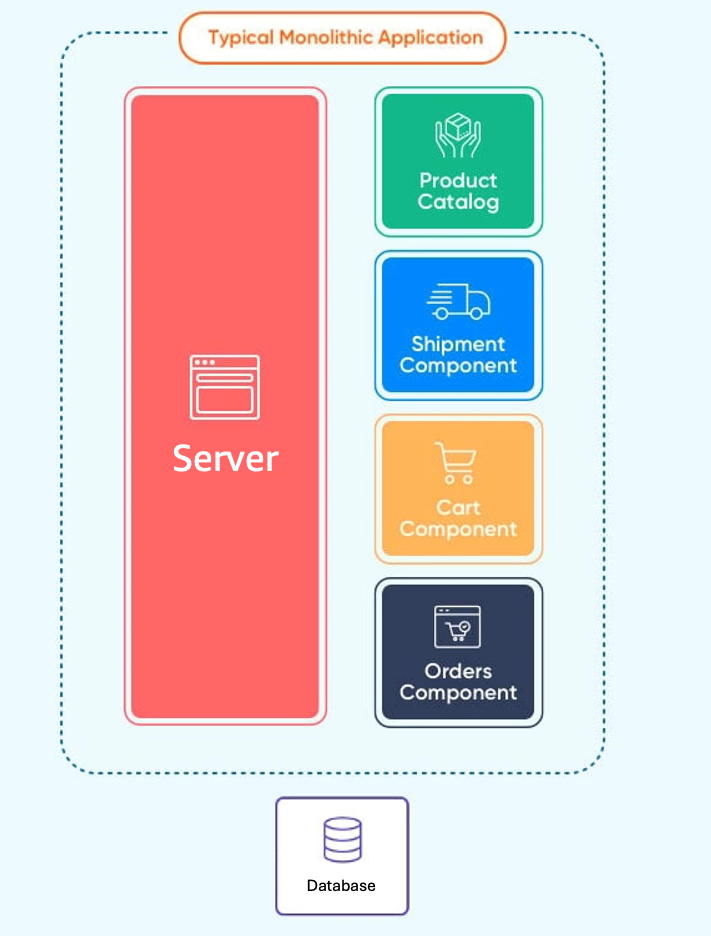 Typical Monolithic Application
Server
Product
Catalog
Shipment
Component
Cart
Component
Orders
Component
Database